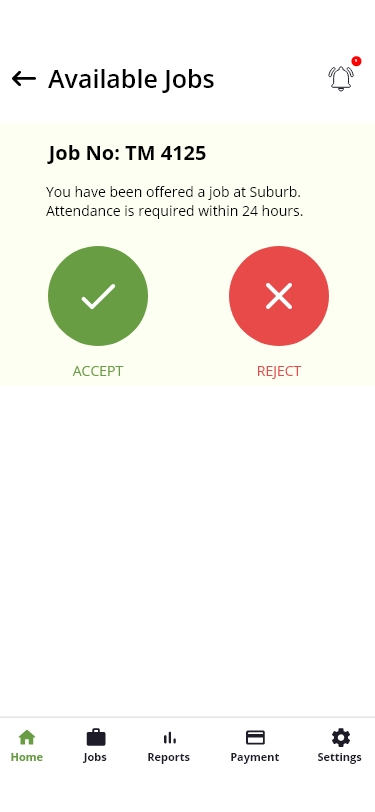 Available Jobs
Job No: TM 4125
You have been offered a job at Suburb.
Attendance is required within 24 hours.
ACCEPT REJECT
Home Jobs Reports Payment Settings